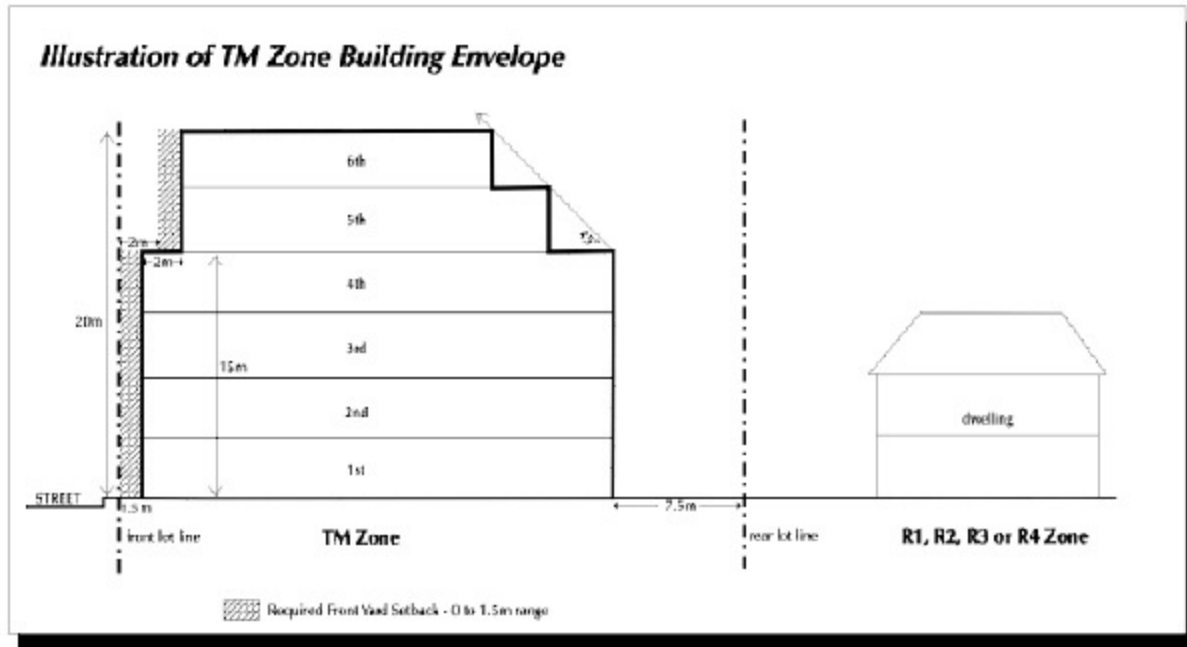 Illustration of TM Zone Building Envelope
6th
5th
2m
2m
4th
20m
3rd
15m
2nd
dwelling
1st
STREET
1.5 m
7.5m
front lot line
TM Zone
rear lot line
R1, R2, R3 or R4 Zone
Required Front Yard Setback - 0 to 1.5m range